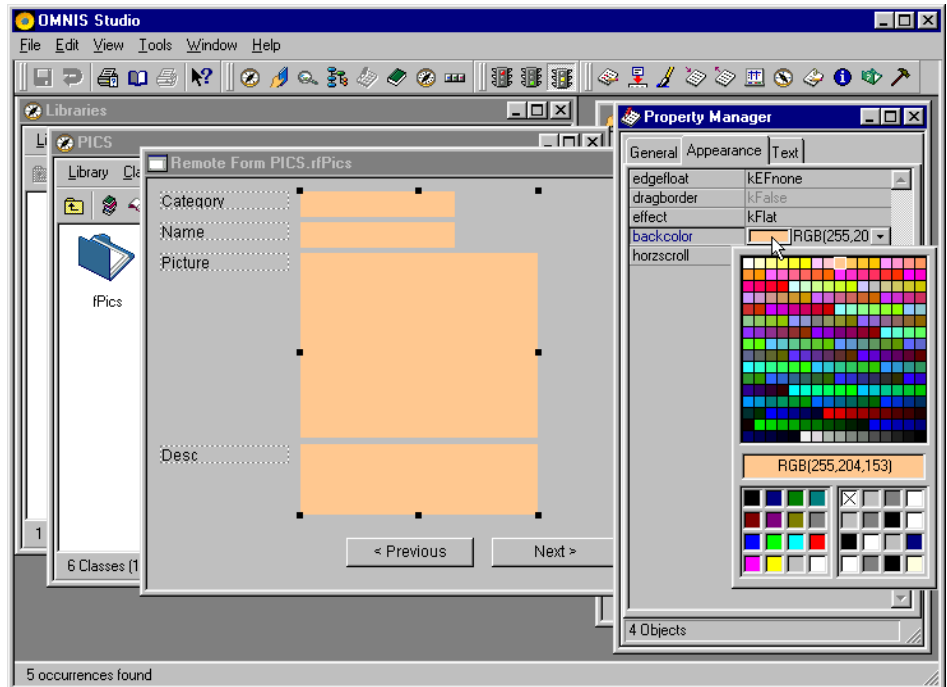 OMNIS Studio
File Edit View Tools Window Help
Libraries
PICS
Library
fPics
1
6 Classes (1
Remote Form PICS.rfPics
Category
Name
Picture
Desc
< Previous
Next >
Property Manager
General Appearance Text
edgefloat kEFnone
dragborder kFalse
effect kFlat
backcolor RGB(255,20
horzscroll
RGB(255,204,153)
4 Objects
5 occurrences found